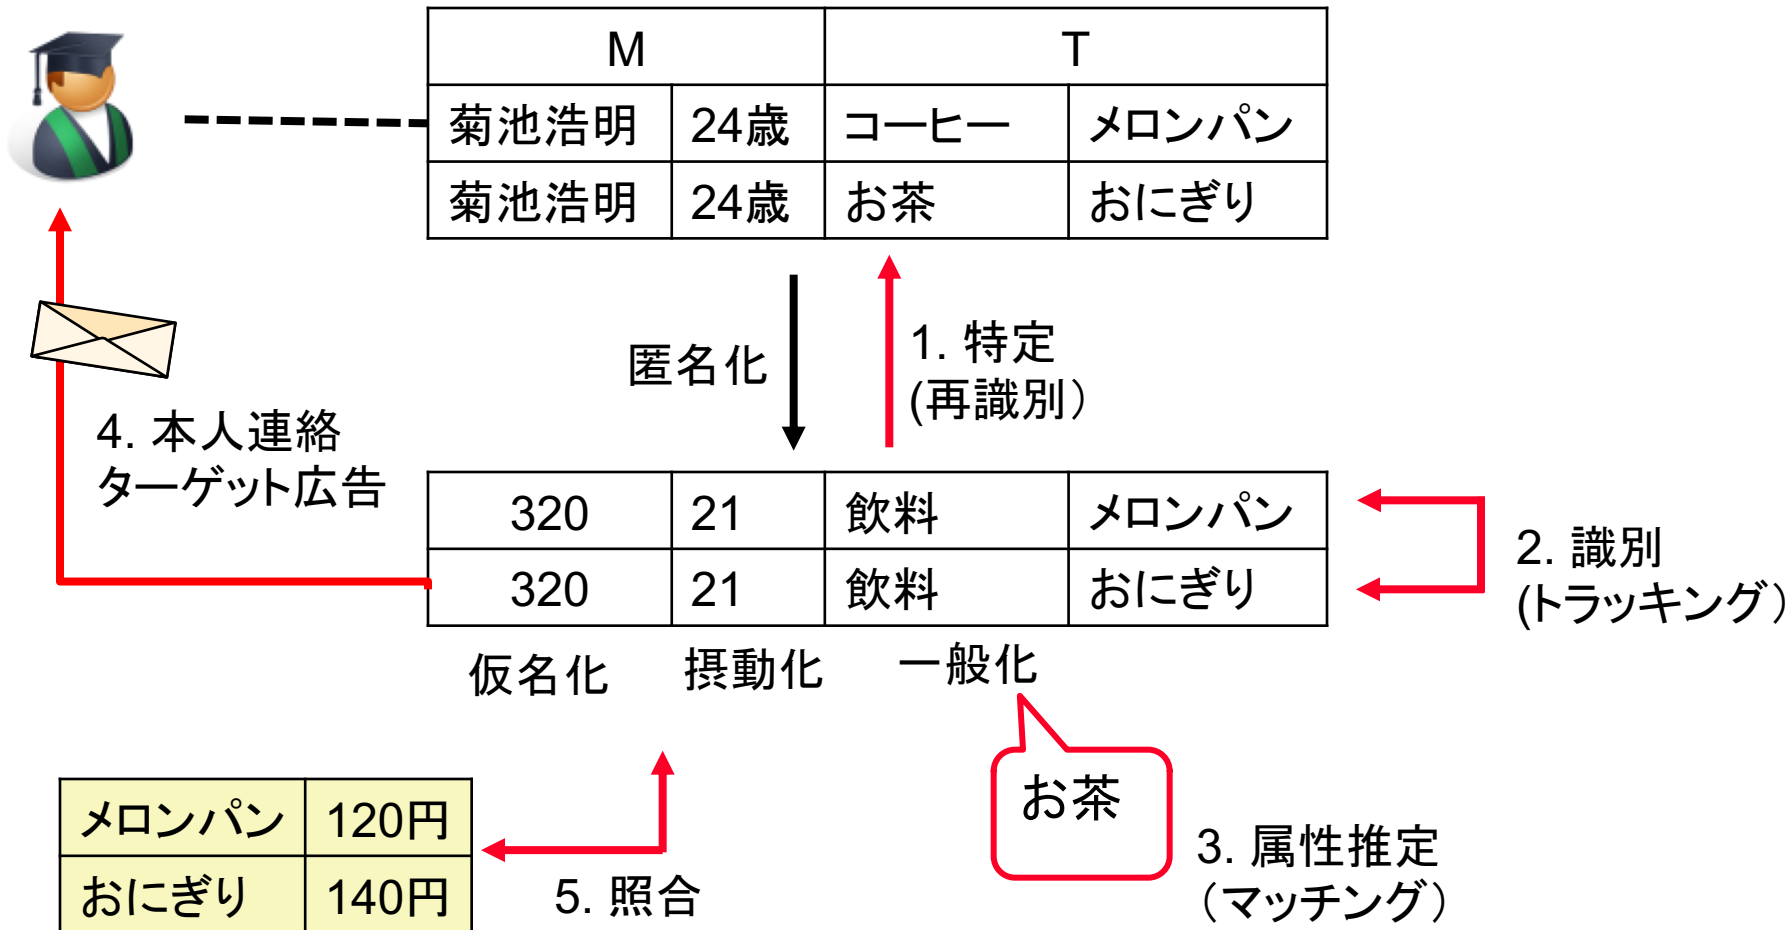 M T
菊池浩明 24歳 コーヒー メロンパン
菊池浩明 24歳 お茶 おにぎり
匿名化
1. 特定
(再識別）
4. 本人連絡
ターゲット広告
320 21 飲料 メロンパン
320 21 飲料 おにぎり
2. 識別
(トラッキング）
仮名化 摂動化 一般化
お茶
3. 属性推定
（マッチング）
メロンパン 120円
おにぎり 140円
5. 照合